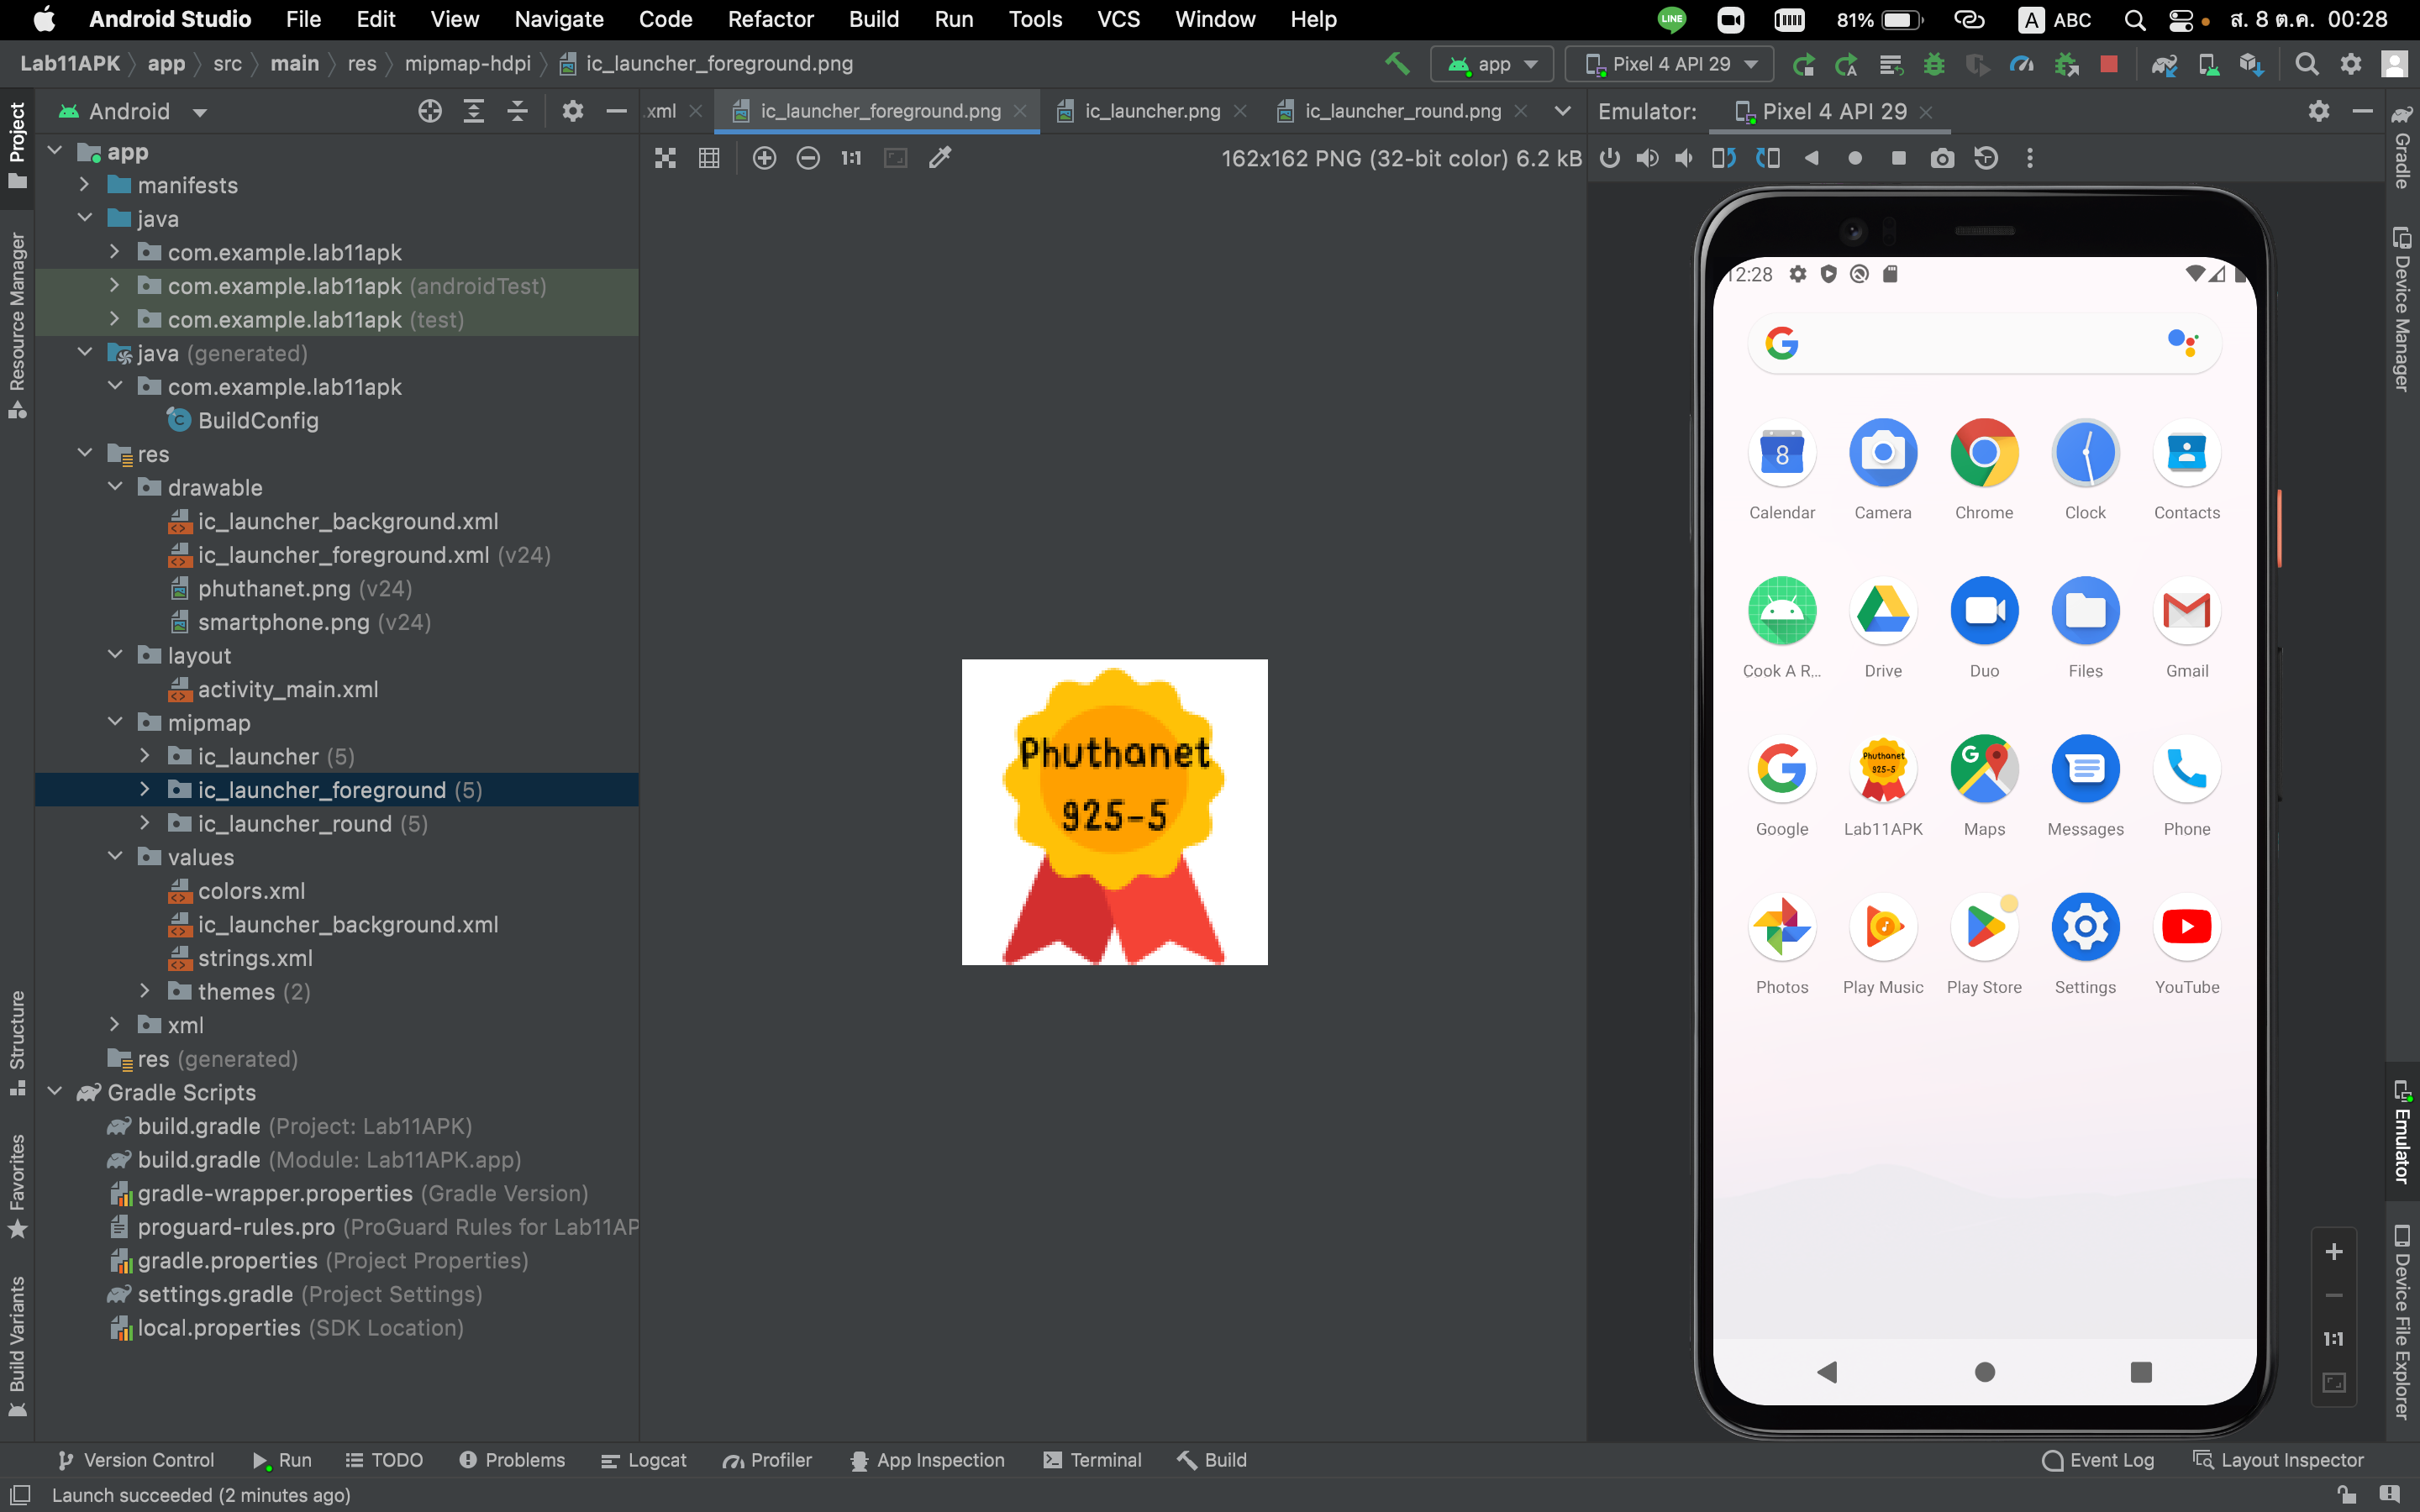 Android Studio File Edit View Navigate Code Refactor Build Run Tools VCS Window Help
LINE 81% A ABC ส. 8 ต.ค. 00:28
Lab11APK app src main res mipmap-hdpi ic_launcher_foreground.png
app Pixel 4 API 29
Android
.xml ic_launcher_foreground.png ic_launcher.png ic_launcher_round.png
Emulator: Pixel 4 API 29
1:1 162x162 PNG (32-bit color) 6.2 kB
Project
Resource Manager
Structure
Favorites
Build Variants
app
manifests
java
com.example.lab11apk
com.example.lab11apk (androidTest)
com.example.lab11apk (test)
java (generated)
com.example.lab11apk
BuildConfig
res
drawable
ic_launcher_background.xml
ic_launcher_foreground.xml (v24)
phuthanet.png (v24)
smartphone.png (v24)
layout
activity_main.xml
mipmap
ic_launcher (5)
ic_launcher_foreground (5)
ic_launcher_round (5)
values
colors.xml
ic_launcher_background.xml
strings.xml
themes (2)
xml
res (generated)
Gradle Scripts
build.gradle (Project: Lab11APK)
build.gradle (Module: Lab11APK.app)
gradle-wrapper.properties (Gradle Version)
proguard-rules.pro (ProGuard Rules for Lab11AP
gradle.properties (Project Properties)
settings.gradle (Project Settings)
local.properties (SDK Location)
Phuthanet
925-5
12:28
8
Calendar Camera Chrome Clock Contacts
Cook A R... Drive Duo Files Gmail
Phuthanet
925-5
Google Lab11APK Maps Messages Phone
Photos Play Music Play Store Settings YouTube
1:1
Gradle
Device Manager
Emulator
Device File Explorer
Version Control Run TODO Problems Logcat Profiler App Inspection Terminal Build Event Log Layout Inspector
Launch succeeded (2 minutes ago)